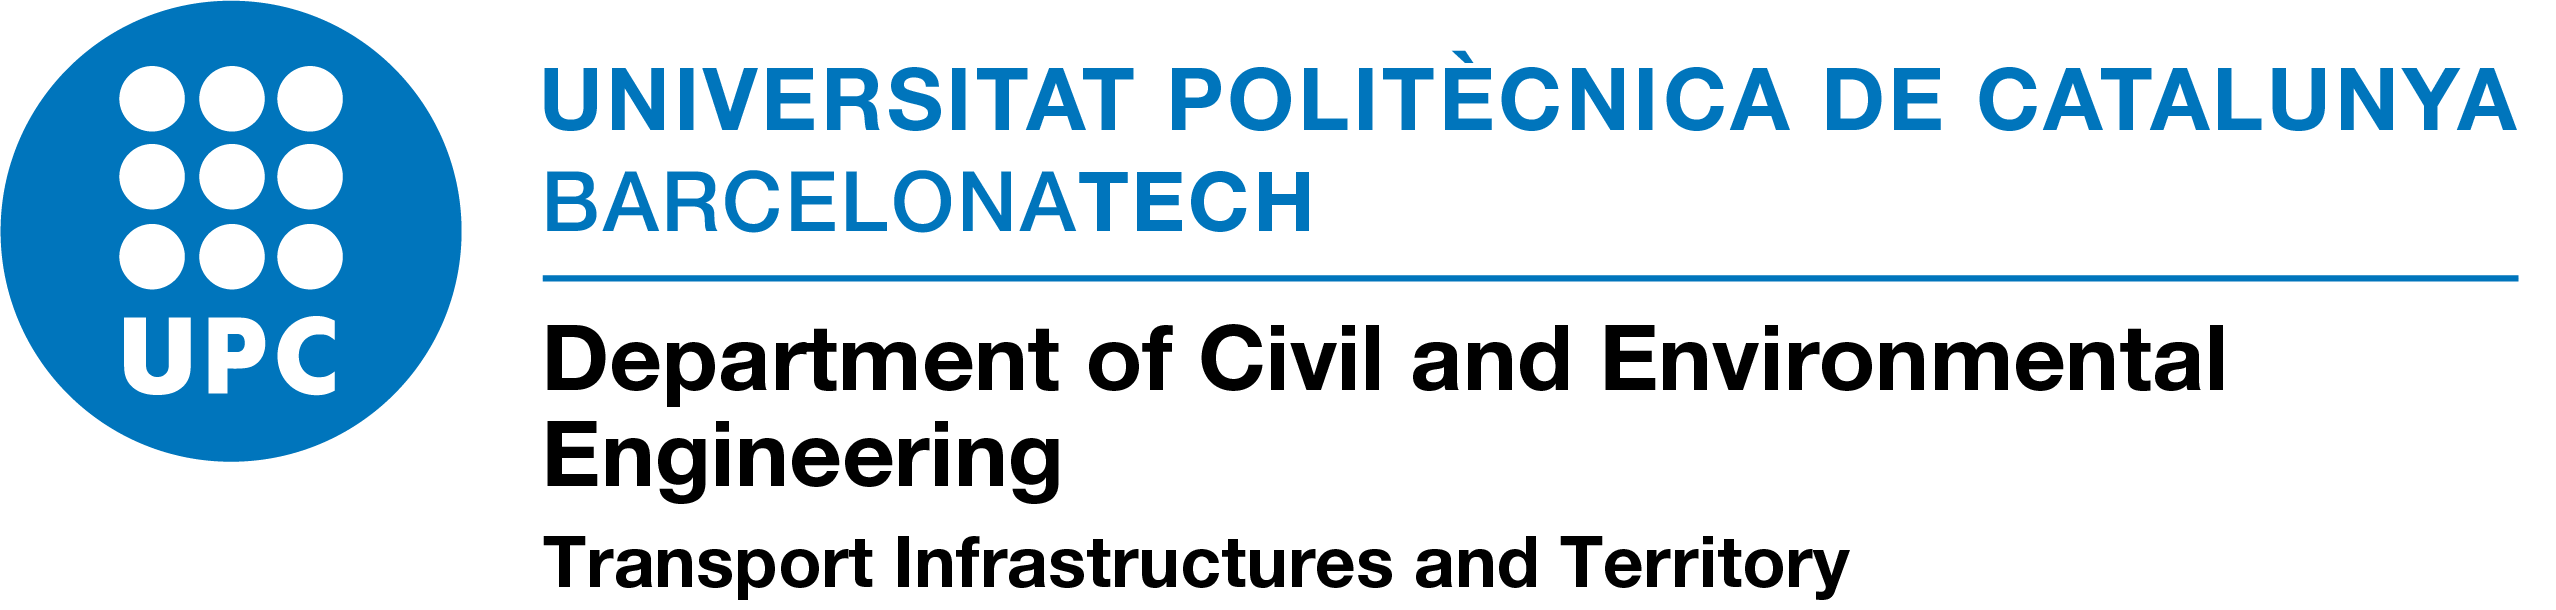 UPC
UNIVERSITAT POLITÈCNICA DE CATALUNYA
BARCELONATECH
Department of Civil and Environmental
Engineering
Transport Infrastructures and Territory